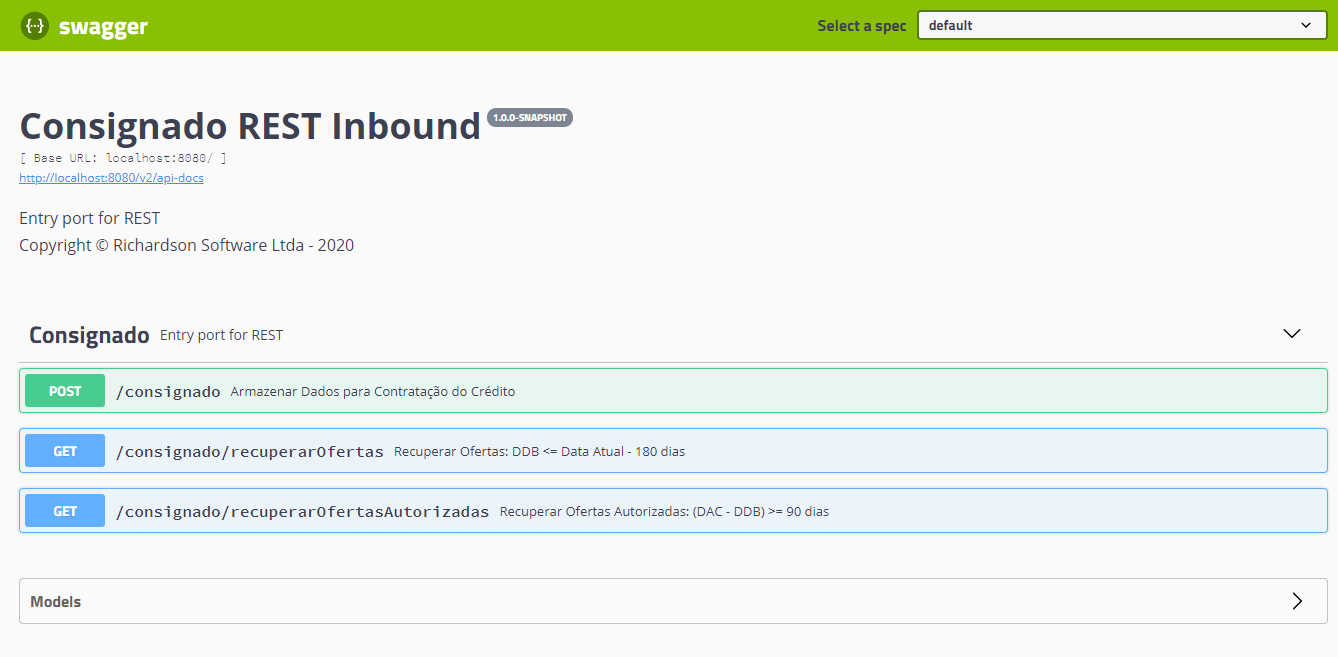 {··} swagger
Select a spec default
Consignado REST Inbound 1.0.0-SNAPSHOT
[ Base URL: localhost:8080/ ]
http://localhost:8080/v2/api-docs
Entry port for REST
Copyright © Richardson Software Ltda - 2020
Consignado Entry port for REST
POST /consignado Armazenar Dados para Contratação do Crédito
GET /consignado/recuperarOfertas Recuperar Ofertas: DDB <= Data Atual - 180 dias
GET /consignado/recuperarOfertasAutorizadas Recuperar Ofertas Autorizadas: (DAC - DDB) >= 90 dias
Models